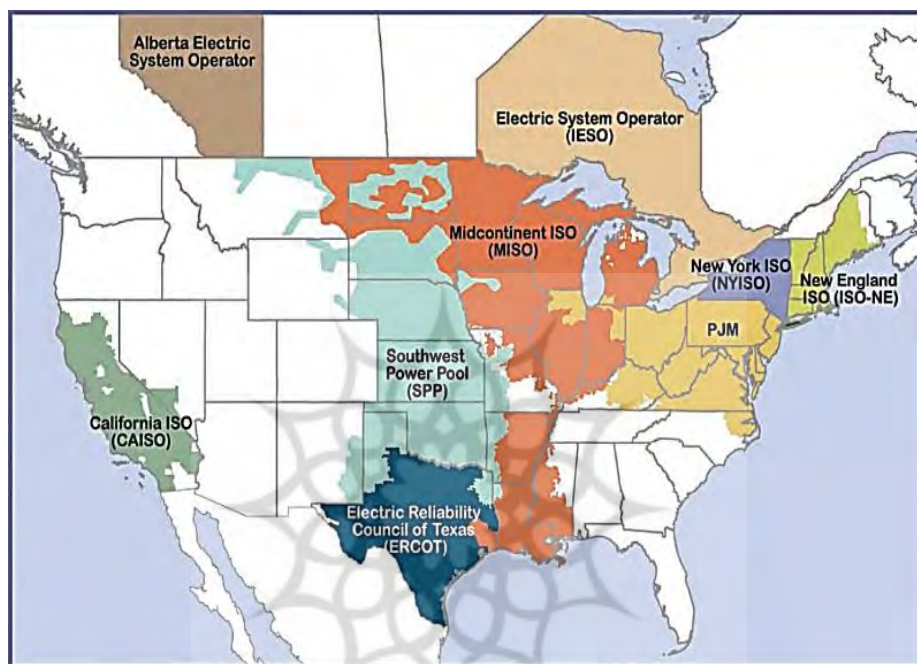 Alberta Electric
System Operator
Electric System Operator
(IESO)
Midcontinent ISO
(MISO)
New York ISO
(NYISO)
New England
ISO (ISO-NE)
PJM
Southwest
Power Pool
(SPP)
California ISO
(CAISO)
Electric Reliability
Council of Texas
(ERCOT)